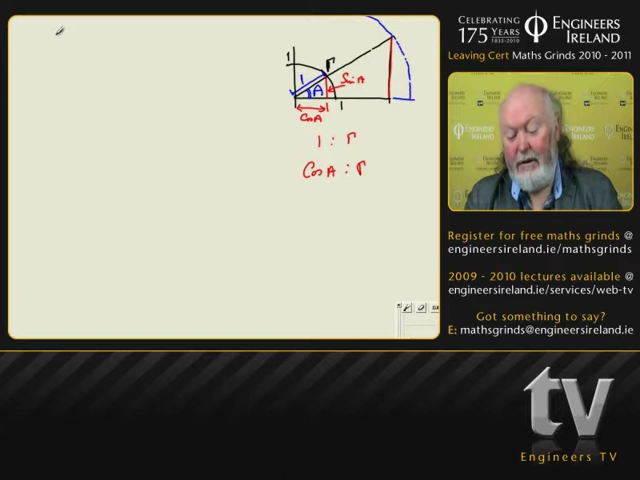 CELEBRATING
175 YEARS
1835-2010
ENGINEERS
IRELAND
Leaving Cert Maths Grinds 2010 - 2011
1
r
1
A
Sin A
1
Cos A
1 : r
Cos A : r
Register for free maths grinds @
engineersireland.ie/mathsgrinds
2009 - 2010 lectures available @
engineersireland.ie/services/web-tv
Got something to say?
E: mathsgrinds@engineersireland.ie
tv
Engineers TV